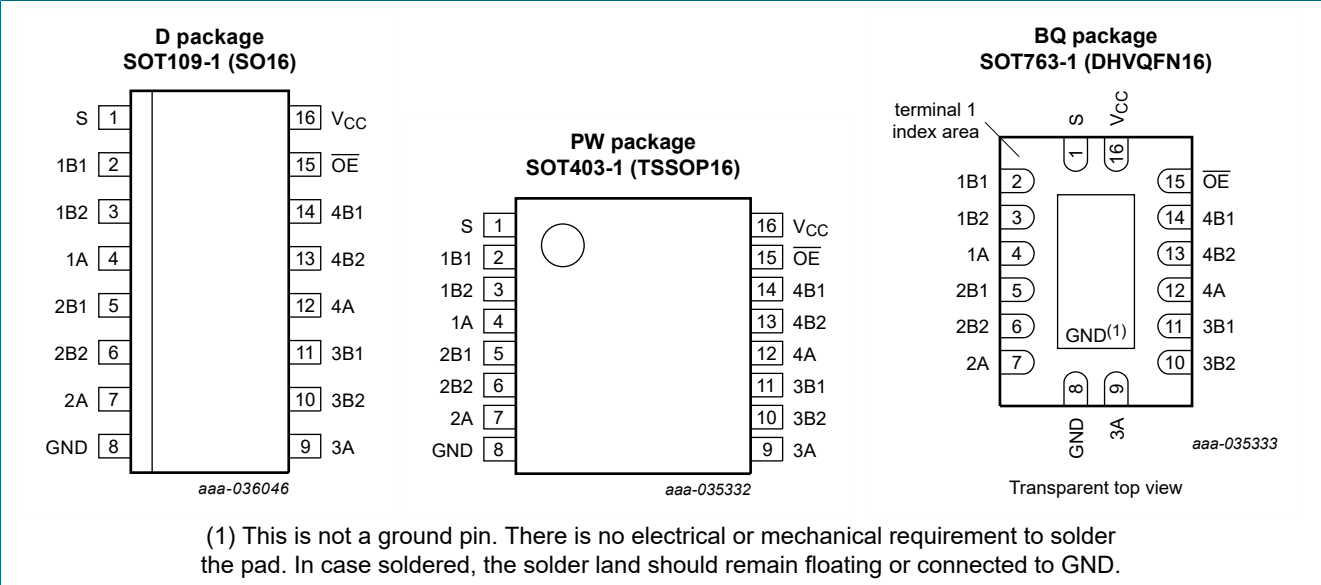 D package
SOT109-1 (SO16)
S 1
16 VCC
1B1 2
15 OE
1B2 3
14 4B1
1A 4
13 4B2
2B1 5
12 4A
2B2 6
11 3B1
2A 7
10 3B2
GND 8
9 3A
aaa-036046
PW package
SOT403-1 (TSSOP16)
S 1
16 VCC
1B1 2
15 OE
1B2 3
14 4B1
1A 4
13 4B2
2B1 5
12 4A
2B2 6
11 3B1
2A 7
10 3B2
GND 8
9 3A
aaa-035332
BQ package
SOT763-1 (DHVQFN16)
terminal 1
index area
S
VCC
1
16
1B1 2
15 OE
1B2 3
14 4B1
1A 4
13 4B2
2B1 5
12 4A
2B2 6
11 3B1
GND(1)
2A 7
10 3B2
8
9
GND
3A
aaa-035333
Transparent top view
(1) This is not a ground pin. There is no electrical or mechanical requirement to solder
the pad. In case soldered, the solder land should remain floating or connected to GND.